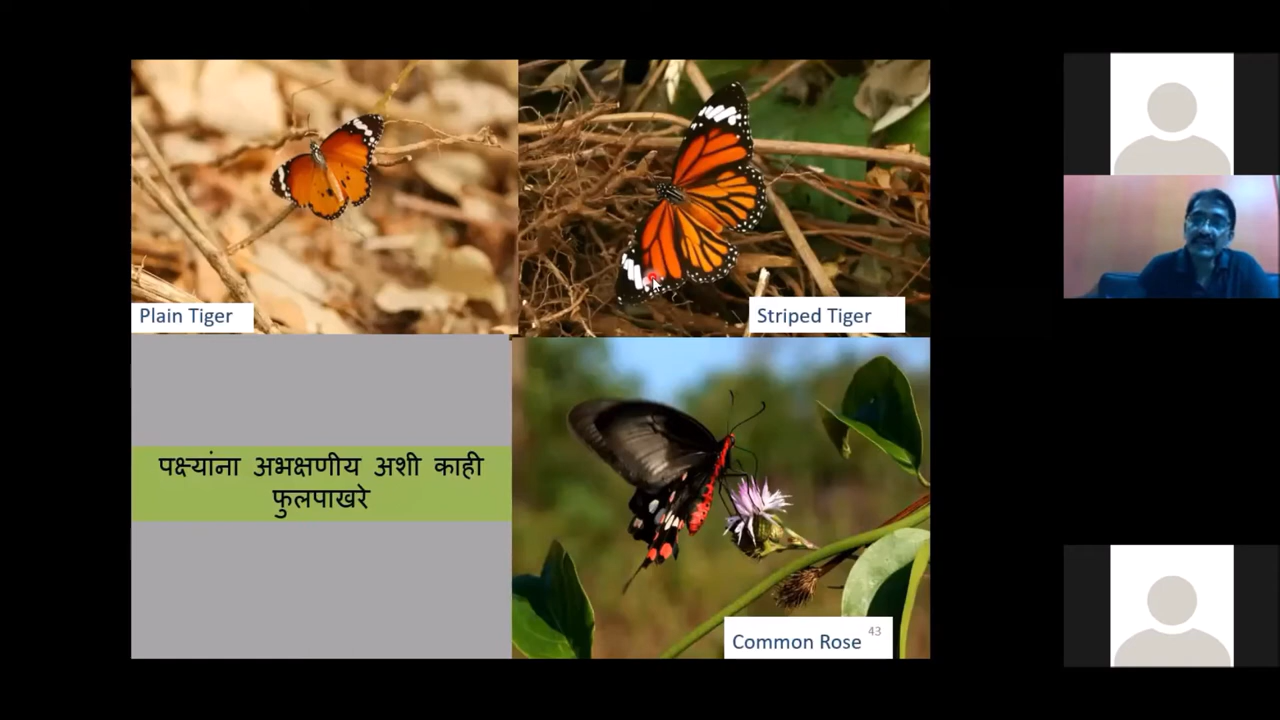 Plain Tiger
Striped Tiger
पक्ष्यांना अभक्षणीय अशी काही
फुलपाखरे
43
Common Rose